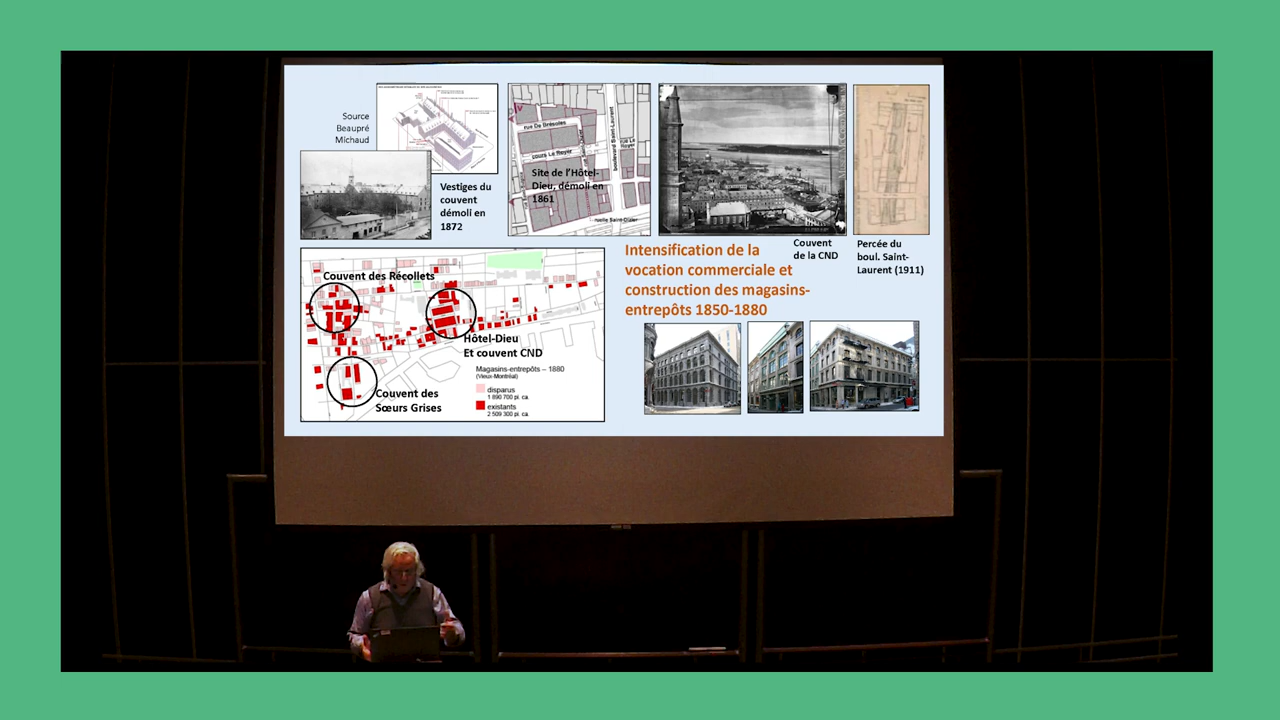 Source
Beaupré
Michaud
Vestiges du
couvent
démoli en
1872
rue De Brésoles
cours Le Royer
boulevard Saint-Laurent
rue Le
Royer
Site de l'Hôtel-
Dieu, démoli en
1861
ruelle Saint-Dizier
Couvent
de la CND
Percée du
boul. Saint-
Laurent (1911)
Intensification de la
vocation commerciale et
construction des magasins-
entrepôts 1850-1880
Couvent des Récollets
Hôtel-Dieu
Et couvent CND
Magasins-entrepôts – 1880
(Vieux-Montréal)
disparus
1 890 700 pi. ca.
existants
2 509 300 pi. ca.
Couvent des
Sœurs Grises